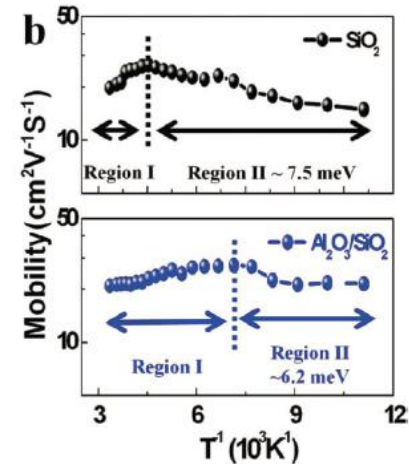 b
50
SiO₂
10
Region I
Region II ~ 7.5 meV
Mobility(cm²V⁻¹S⁻¹)
50
Al₂O₃/SiO₂
10
Region I
Region II
~6.2 meV
3 6 9 12
T⁻¹ (10³K⁻¹)